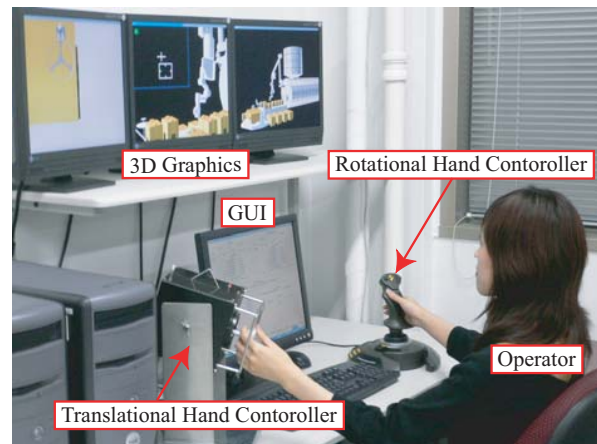 3D Graphics
Rotational Hand Contoroller
GUI
Operator
Translational Hand Contoroller